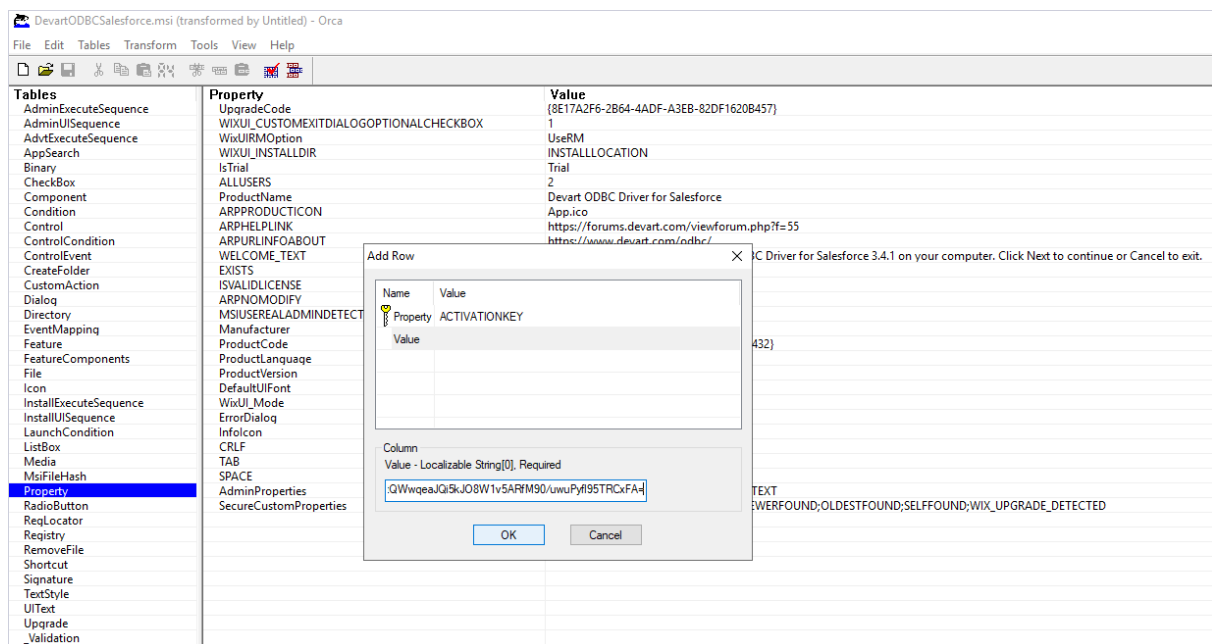 DevartODBCSalesforce.msi (transformed by Untitled) - Orca
File Edit Tables Transform Tools View Help
Tables Property Value
AdminExecuteSequence UpgradeCode {8E17A2F6-2B64-4ADF-A3EB-82DF1620B457}
AdminUISequence WIXUI_CUSTOMEXITDIALOGOPTIONALCHECKBOX 1
AdvtExecuteSequence WixUIRMOption UseRM
AppSearch WIXUI_INSTALLDIR INSTALLLOCATION
Binary IsTrial Trial
CheckBox ALLUSERS 2
Component ProductName Devart ODBC Driver for Salesforce
Condition ARPPRODUCTICON App.ico
Control ARPHELPLINK https://forums.devart.com/viewforum.php?f=55
ControlCondition ARPURLINFOABOUT https://www.devart.com/odbc/
ControlEvent WELCOME_TEXT C Driver for Salesforce 3.4.1 on your computer. Click Next to continue or Cancel to exit.
CreateFolder EXISTS
CustomAction ISVALIDLICENSE
Dialog ARPNOMODIFY
Directory MSIUSEREALADMINDETECT
EventMapping Manufacturer
Feature ProductCode 432}
FeatureComponents ProductLanguage
File ProductVersion
Icon DefaultUIFont
InstallExecuteSequence WixUI_Mode
InstallUISequence ErrorDialog
LaunchCondition InfoIcon
ListBox CRLF
Media TAB
MsiFileHash SPACE
Property AdminProperties TEXT
RadioButton SecureCustomProperties EWERFOUND;OLDESTFOUND;SELFFOUND;WIX_UPGRADE_DETECTED
ReqLocator
Registry
RemoveFile
Shortcut
Signature
TextStyle
UIText
Upgrade
_Validation
Add Row
Name Value
Property ACTIVATIONKEY
Value
Column
Value - Localizable String[0], Required
:QWwqeaJQi5kJO8W1v5ARfM90/uwuPyfI95TRCxFA=
OK Cancel